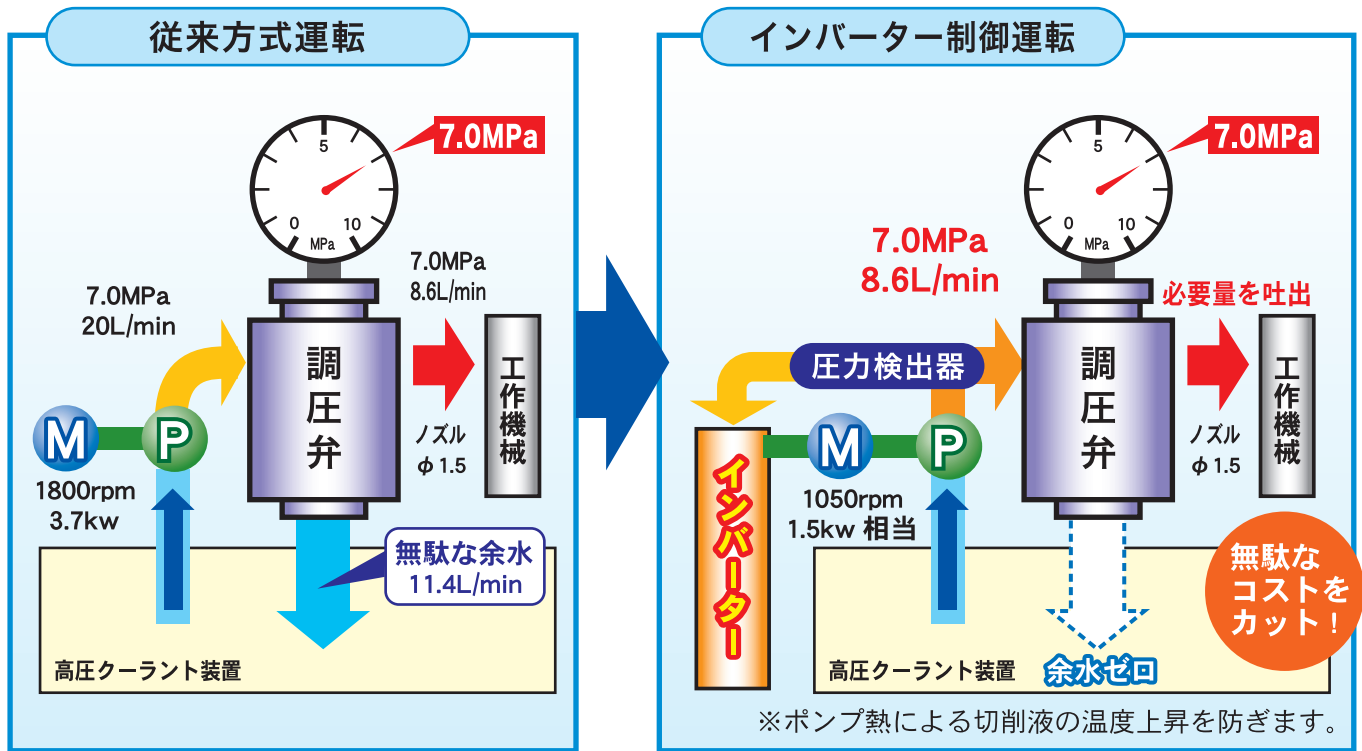 従来方式運転
7.0MPa
5
0
10
MPa
7.0MPa
20L/min
7.0MPa
8.6L/min
調圧弁
工作機械
M
P
ノズル
φ1.5
1800rpm
3.7kw
無駄な余水
11.4L/min
高圧クーラント装置
インバーター制御運転
7.0MPa
5
0
10
MPa
7.0MPa
8.6L/min
必要量を吐出
圧力検出器
調圧弁
工作機械
M
P
ノズル
φ1.5
インバーター
1050rpm
1.5kw 相当
無駄な
コストを
カット!
高圧クーラント装置
余水ゼロ
※ポンプ熱による切削液の温度上昇を防ぎます。